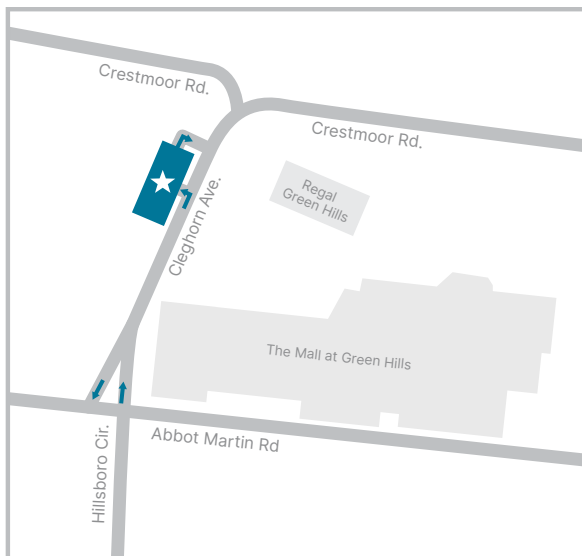 Crestmoor Rd.
Crestmoor Rd.
Regal
Green Hills
Cleghorn Ave.
The Mall at Green Hills
Abbot Martin Rd
Hillsboro Cir.